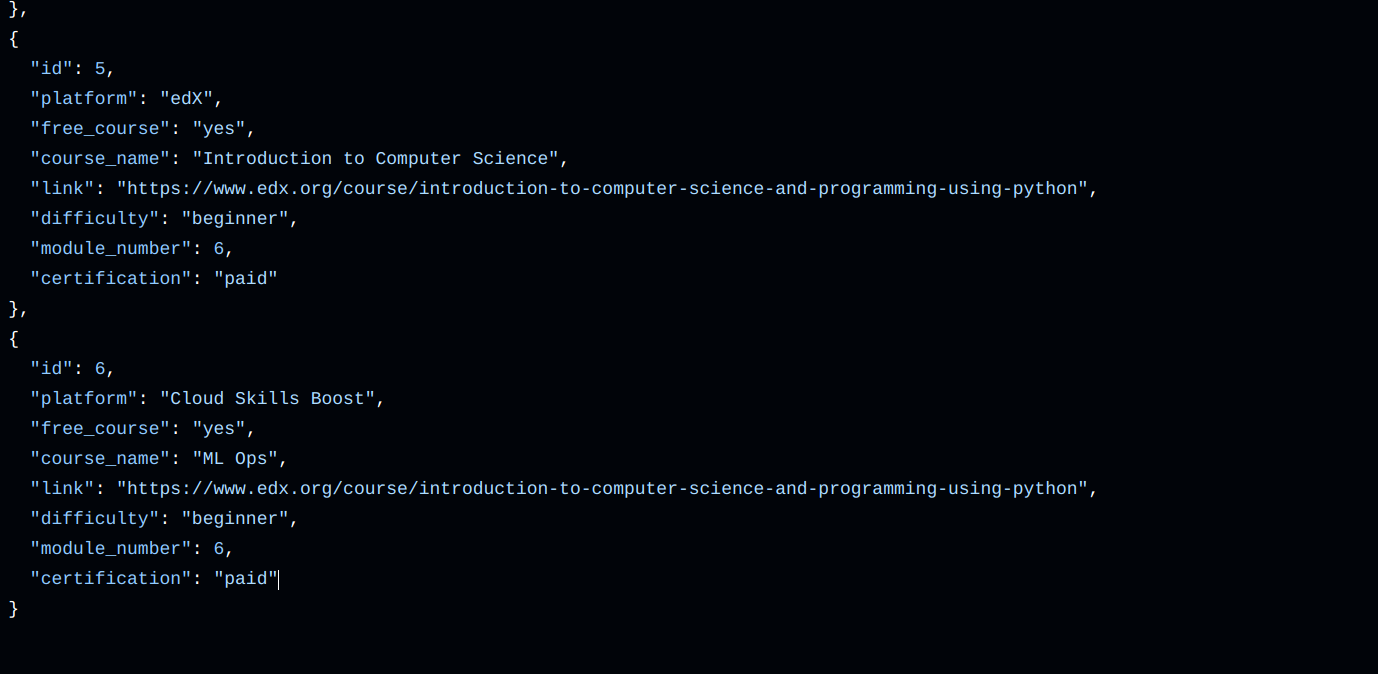 },
{
"id": 5,
"platform": "edX",
"free_course": "yes",
"course_name": "Introduction to Computer Science",
"link": "https://www.edx.org/course/introduction-to-computer-science-and-programming-using-python",
"difficulty": "beginner",
"module_number": 6,
"certification": "paid"
},
{
"id": 6,
"platform": "Cloud Skills Boost",
"free_course": "yes",
"course_name": "ML Ops",
"link": "https://www.edx.org/course/introduction-to-computer-science-and-programming-using-python",
"difficulty": "beginner",
"module_number": 6,
"certification": "paid"
}